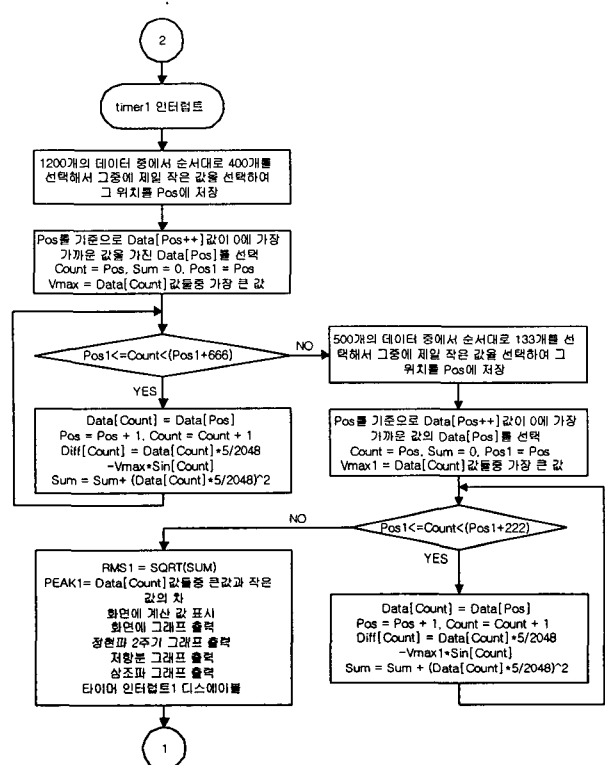 2
timer1 인터럽트
1200개의 데이터 중에서 순서대로 400개를
선택해서 그중에 제일 작은 값을 선택하여
그 위치를 Pos에 저장
Pos를 기준으로 Data[Pos++]값이 0에 가장
가까운 값을 가진 Data[Pos]를 선택
Count = Pos, Sum = 0, Pos1 = Pos
Vmax = Data[Count]값들중 가장 큰 값
Pos1<=Count<(Pos1+666)
NO
YES
Data[Count] = Data[Pos]
Pos = Pos + 1, Count = Count + 1
Diff[Count] = Data[Count]*5/2048
-Vmax*Sin[Count]
Sum = Sum+ (Data[Count]*5/2048)^2
500개의 데이터 중에서 순서대로 133개를 선
택해서 그중에 제일 작은 값을 선택하여 그
위치를 Pos에 저장
Pos를 기준으로 Data[Pos++]값이 0에 가장
가까운 값의 Data[Pos]를 선택
Count = Pos, Sum = 0, Pos1 = Pos
Vmax1 = Data[Count]값들중 가장 큰 값
Pos1<=Count<(Pos1+222)
NO
YES
Data[Count] = Data[Pos]
Pos = Pos + 1, Count = Count + 1
Diff[Count] = Data[Count]*5/2048
-Vmax1*Sin[Count]
Sum = Sum + (Data[Count]*5/2048)^2
RMS1 = SQRT(SUM)
PEAK1= Data[Count]값들중 큰값과 작은
값의 차
화면에 계산 값 표시
화면에 그래프 출력
정현파 2주기 그래프 출력
저항분 그래프 출력
삼조파 그래프 출력
타이머 인터럽트1 디스에이블
1